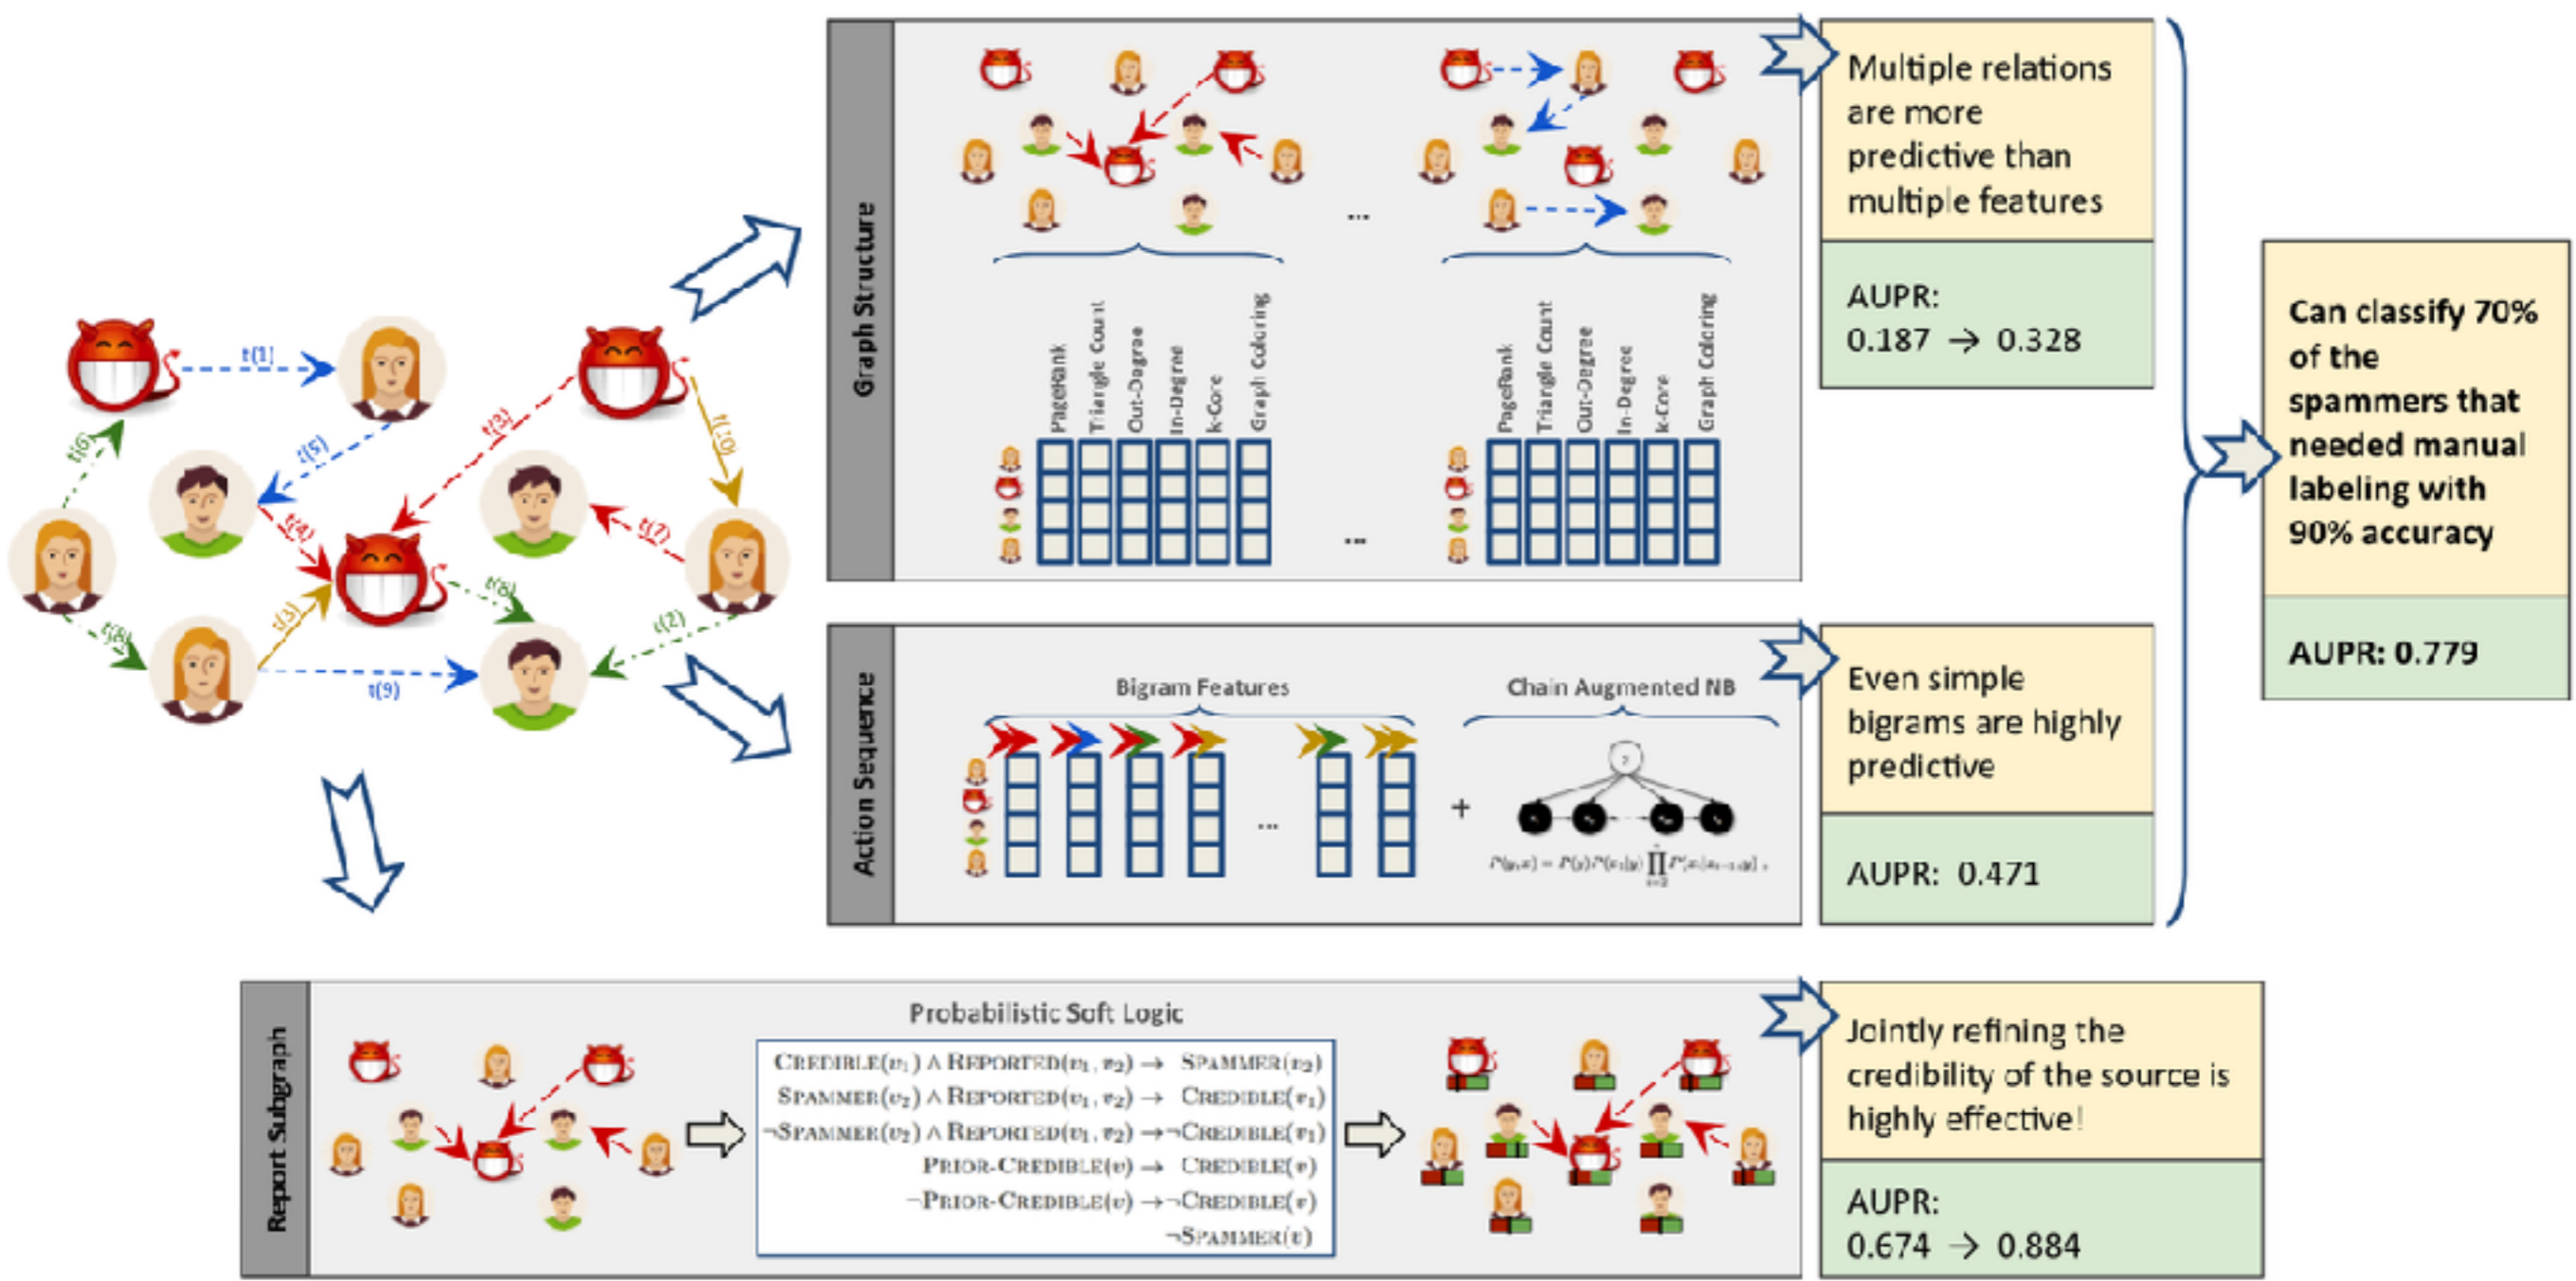 t(1)
t(3)
t(10)
t(6)
t(5)
t(4)
t(7)
t(8)
t(3)
t(8)
t(2)
t(9)
Graph Structure
...
PageRank
Triangle Count
Out-Degree
In-Degree
k-Core
Graph Coloring
PageRank
Triangle Count
Out-Degree
In-Degree
k-Core
Graph Coloring
...
Multiple relations
are more
predictive than
multiple features
AUPR:
0.187 → 0.328
Action Sequence
Bigram Features
...
+
Chain Augmented NB
Even simple
bigrams are highly
predictive
AUPR: 0.471
Can classify 70%
of the
spammers that
needed manual
labeling with
90% accuracy
AUPR: 0.779
Report Subgraph
Probabilistic Soft Logic
CREDIBLE(v₁) ∧ REPORTED(v₁, v₂) → SPAMMER(v₂)
SPAMMER(v₂) ∧ REPORTED(v₁, v₂) → CREDIBLE(v₁)
¬SPAMMER(v₂) ∧ REPORTED(v₁, v₂) → ¬CREDIBLE(v₁)
PRIOR-CREDIBLE(v) → CREDIBLE(v)
¬PRIOR-CREDIBLE(v) → ¬CREDIBLE(v)
¬SPAMMER(v)
Jointly refining the
credibility of the source is
highly effective!
AUPR:
0.674 → 0.884